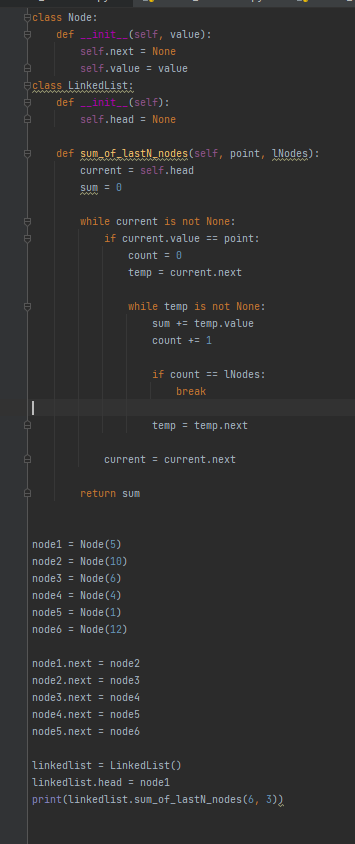 class Node:
    def __init__(self, value):
        self.next = None
        self.value = value
class LinkedList:
    def __init__(self):
        self.head = None

    def sum_of_lastN_nodes(self, point, lNodes):
        current = self.head
        sum = 0

        while current is not None:
            if current.value == point:
                count = 0
                temp = current.next

                while temp is not None:
                    sum += temp.value
                    count += 1

                    if count == lNodes:
                        break

                    temp = temp.next

            current = current.next

        return sum


node1 = Node(5)
node2 = Node(10)
node3 = Node(6)
node4 = Node(4)
node5 = Node(1)
node6 = Node(12)

node1.next = node2
node2.next = node3
node3.next = node4
node4.next = node5
node5.next = node6

linkedlist = LinkedList()
linkedlist.head = node1
print(linkedlist.sum_of_lastN_nodes(6, 3))